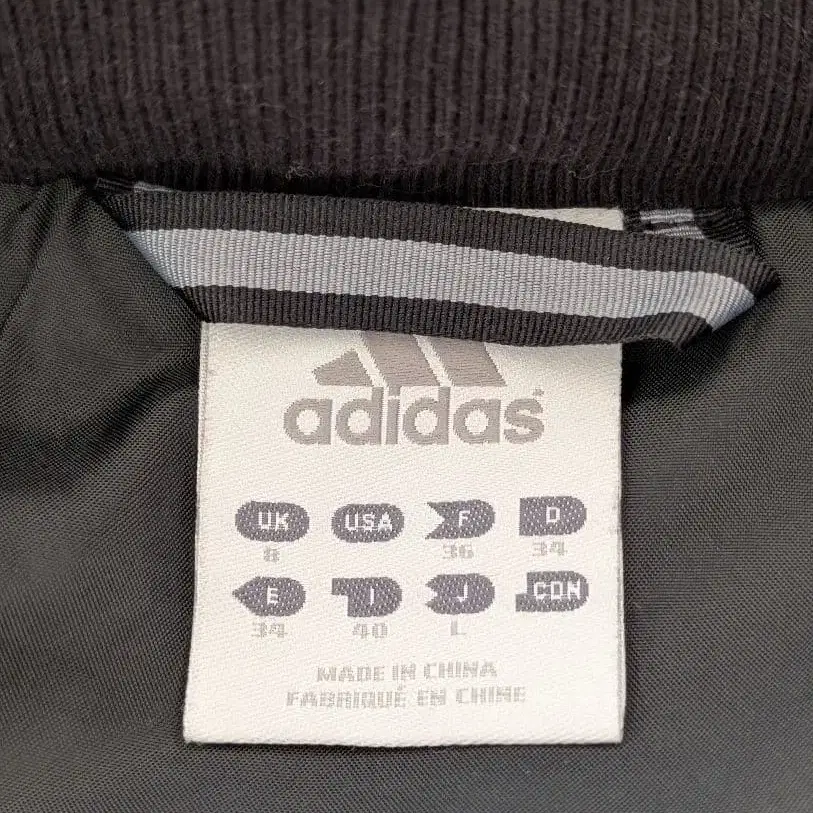 adidas
UK USA F D
8 36 34
E I J CDN
34 40 L
MADE IN CHINA
FABRIQUÉ EN CHINE